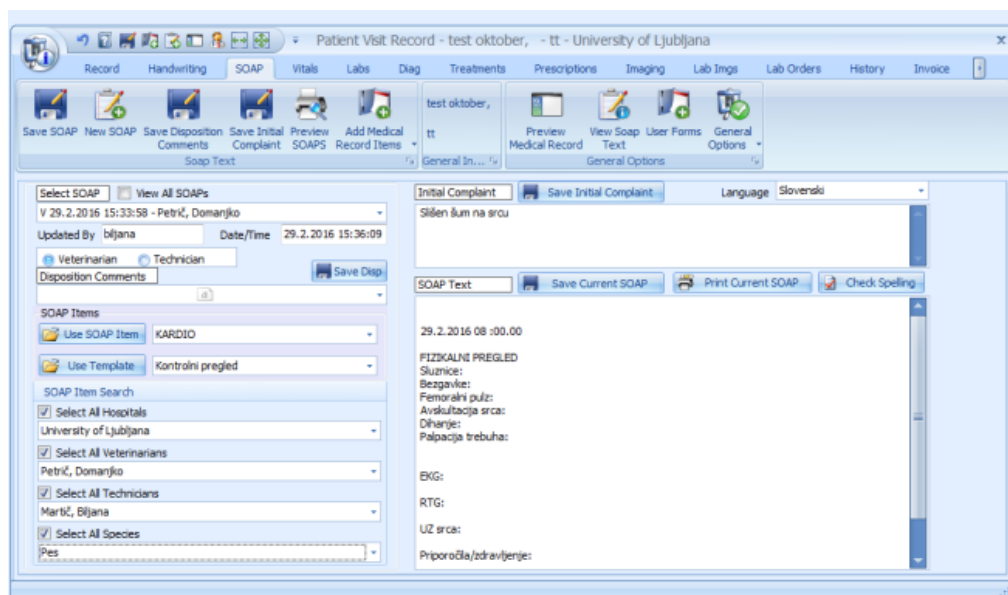 Patient Visit Record - test oktober, - tt - University of Ljubljana
x
Record Handwriting SOAP Vitals Labs Diag Treatments Prescriptions Imaging Lab Imgs Lab Orders History Invoice
Save SOAP New SOAP Save Disposition Comments Save Initial Complaint Preview SOAPS Add Medical Record Items
Soap Text
test oktober,
tt
General In...
Preview Medical Record View Soap Text User Forms General Options
General Options
Select SOAP View All SOAPs
V 29.2.2016 15:33:58 - Petrič, Domanjko
Updated By biljana Date/Time 29.2.2016 15:36:09
Veterinarian Technician
Disposition Comments Save Disp
a
SOAP Items
Use SOAP Item KARDIO
Use Template Kontrolni pregled
SOAP Item Search
Select All Hospitals
University of Ljubljana
Select All Veterinarians
Petrič, Domanjko
Select All Technicians
Martič, Biljana
Select All Species
Pes
Initial Complaint Save Initial Complaint Language Slovenski
Slišen šum na srcu
SOAP Text Save Current SOAP Print Current SOAP Check Spelling
29.2.2016 08 :00.00
FIZIKALNI PREGLED
Sluznice:
Bezgavke:
Femoralni pulz:
Avskultacija srca:
Dihanje:
Palpacija trebuha:
EKG:
RTG:
UZ srca:
Priporočila/zdravljenje: